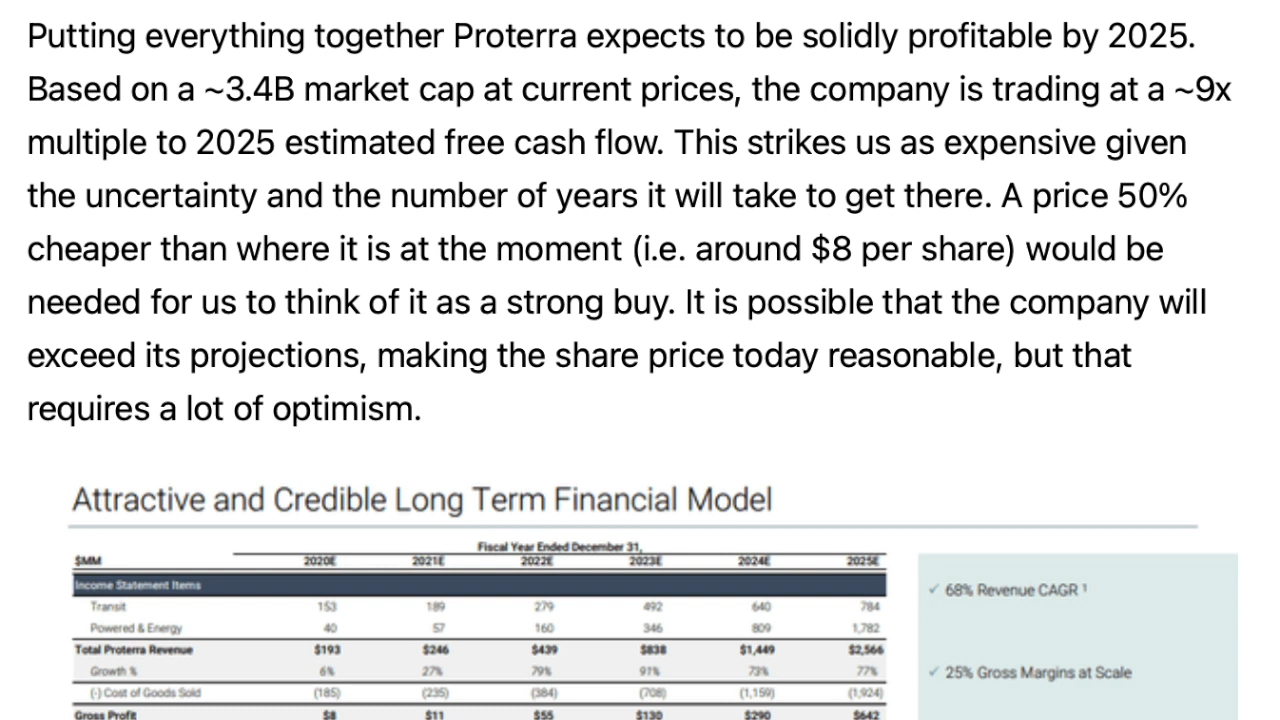 Putting everything together Proterra expects to be solidly profitable by 2025.
Based on a ~3.4B market cap at current prices, the company is trading at a ~9x
multiple to 2025 estimated free cash flow. This strikes us as expensive given
the uncertainty and the number of years it will take to get there. A price 50%
cheaper than where it is at the moment (i.e. around $8 per share) would be
needed for us to think of it as a strong buy. It is possible that the company will
exceed its projections, making the share price today reasonable, but that
requires a lot of optimism.
Attractive and Credible Long Term Financial Model
Fiscal Year Ended December 31,
$MM 2020E 2021E 2022E 2023E 2024E 2025E
Income Statement Items
✓ 68% Revenue CAGR ¹
Transit 153 189 279 492 640 784
Powered & Energy 40 57 160 346 809 1,782
Total Proterra Revenue $193 $246 $439 $838 $1,449 $2,566
Growth % 6% 27% 79% 91% 73% 77%
✓ 25% Gross Margins at Scale
(-) Cost of Goods Sold (185) (235) (384) (708) (1,159) (1,924)
Gross Profit $8 $11 $55 $130 $290 $642